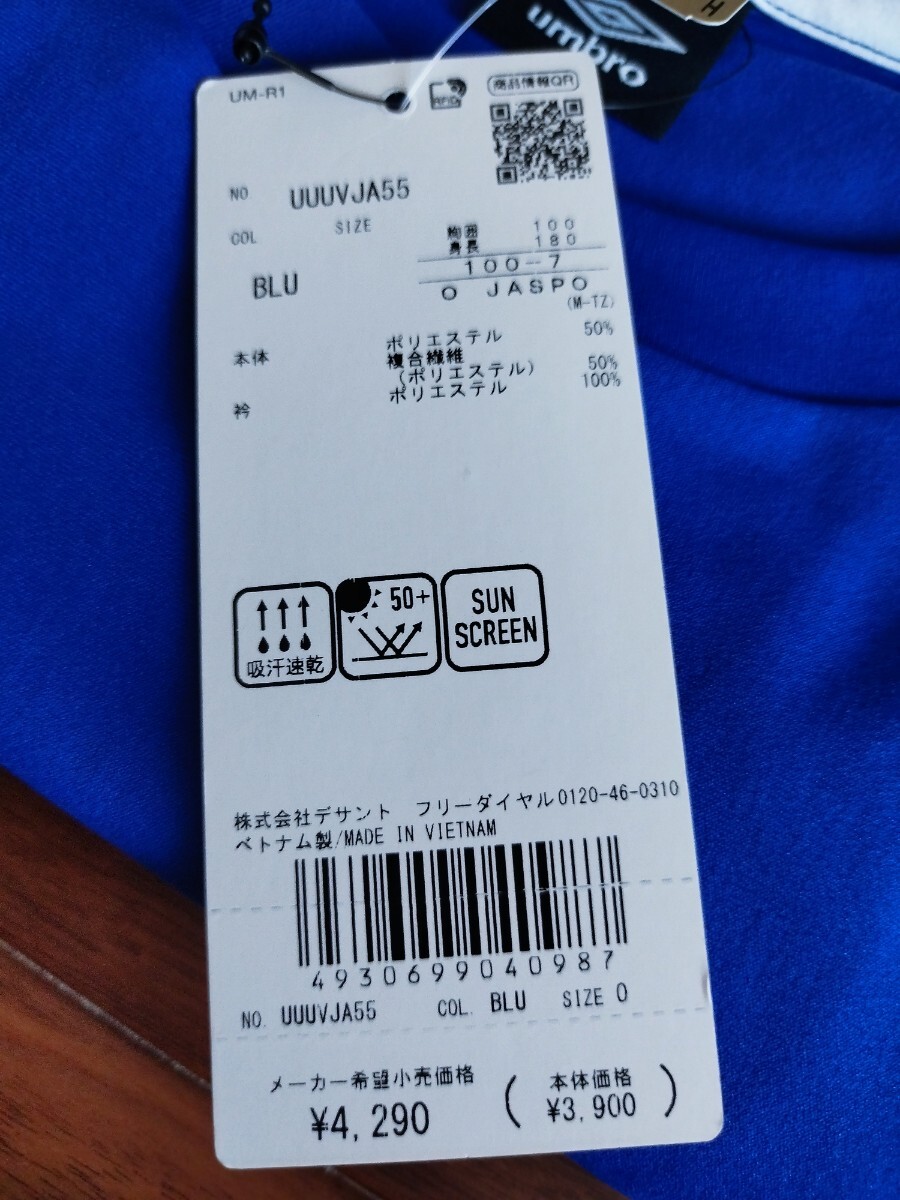 umbro
H
UM-R1
RFID
商品情報QR
NO UUUVJA55
COL SIZE
胸囲 100
身長 180
100-7
BLU
O JASPO
(M-TZ)
本体 ポリエステル 50%
複合繊維
(ポリエステル) 50%
衿 ポリエステル 100%
吸汗速乾
50+
SUN
SCREEN
株式会社デサント フリーダイヤル0120-46-0310
ベトナム製/MADE IN VIETNAM
4930699040987
NO. UUUVJA55 COL. BLU SIZE O
メーカー希望小売価格
¥4,290
( 本体価格
¥3,900 )